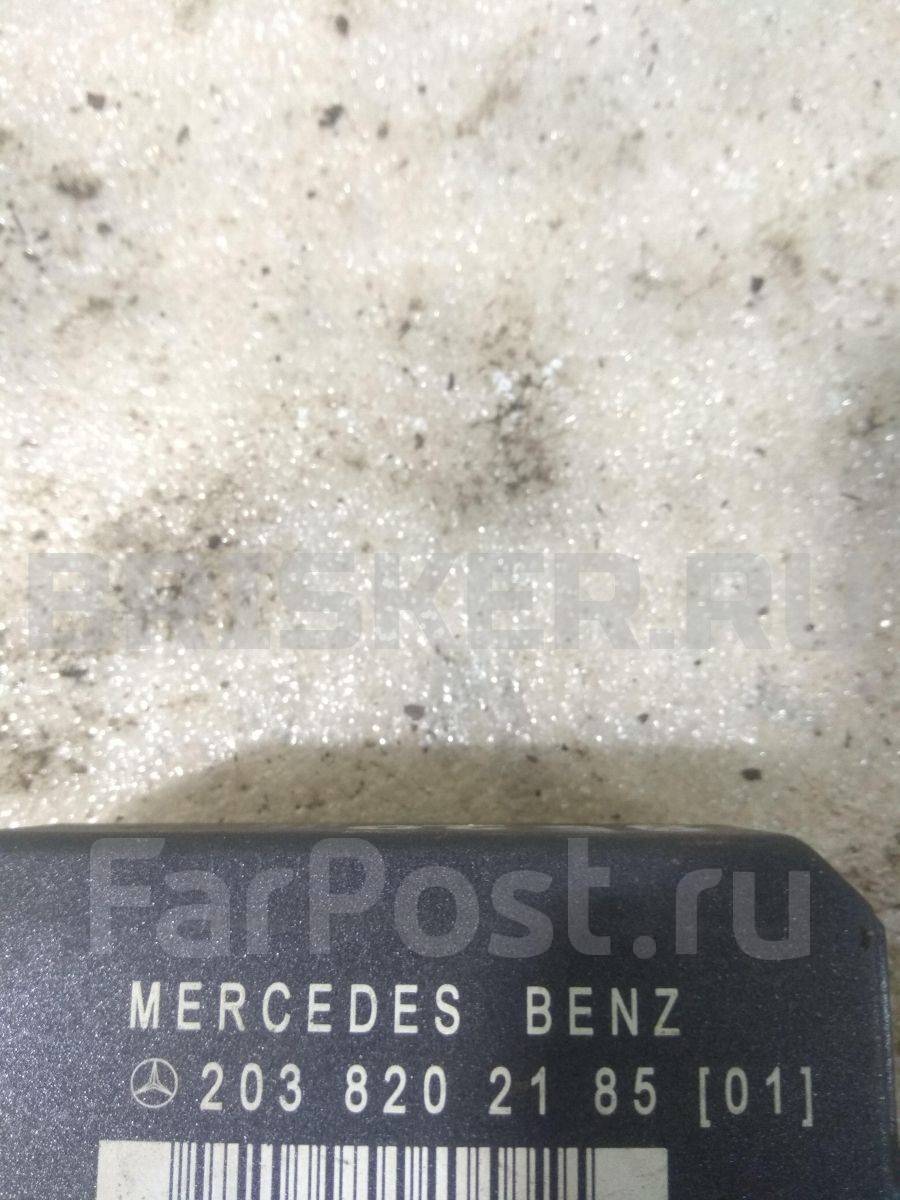 BRISKER.RU
FarPost.ru
MERCEDES BENZ
203 820 21 85 [01]